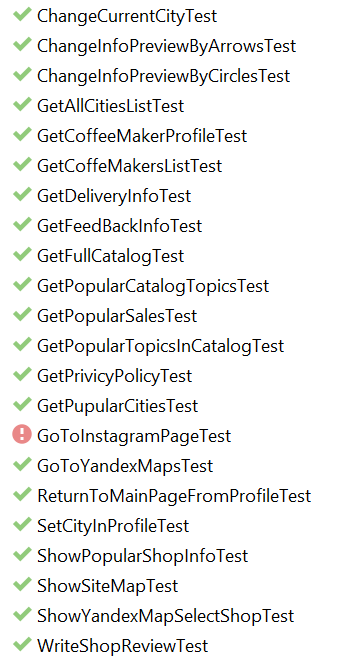 ChangeCurrentCityTest
ChangeInfoPreviewByArrowsTest
ChangeInfoPreviewByCirclesTest
GetAllCitiesListTest
GetCoffeeMakerProfileTest
GetCoffeMakersListTest
GetDeliveryInfoTest
GetFeedBackInfoTest
GetFullCatalogTest
GetPopularCatalogTopicsTest
GetPopularSalesTest
GetPopularTopicsInCatalogTest
GetPrivicyPolicyTest
GetPupularCitiesTest
GoToInstagramPageTest
GoToYandexMapsTest
ReturnToMainPageFromProfileTest
SetCityInProfileTest
ShowPopularShopInfoTest
ShowSiteMapTest
ShowYandexMapSelectShopTest
WriteShopReviewTest